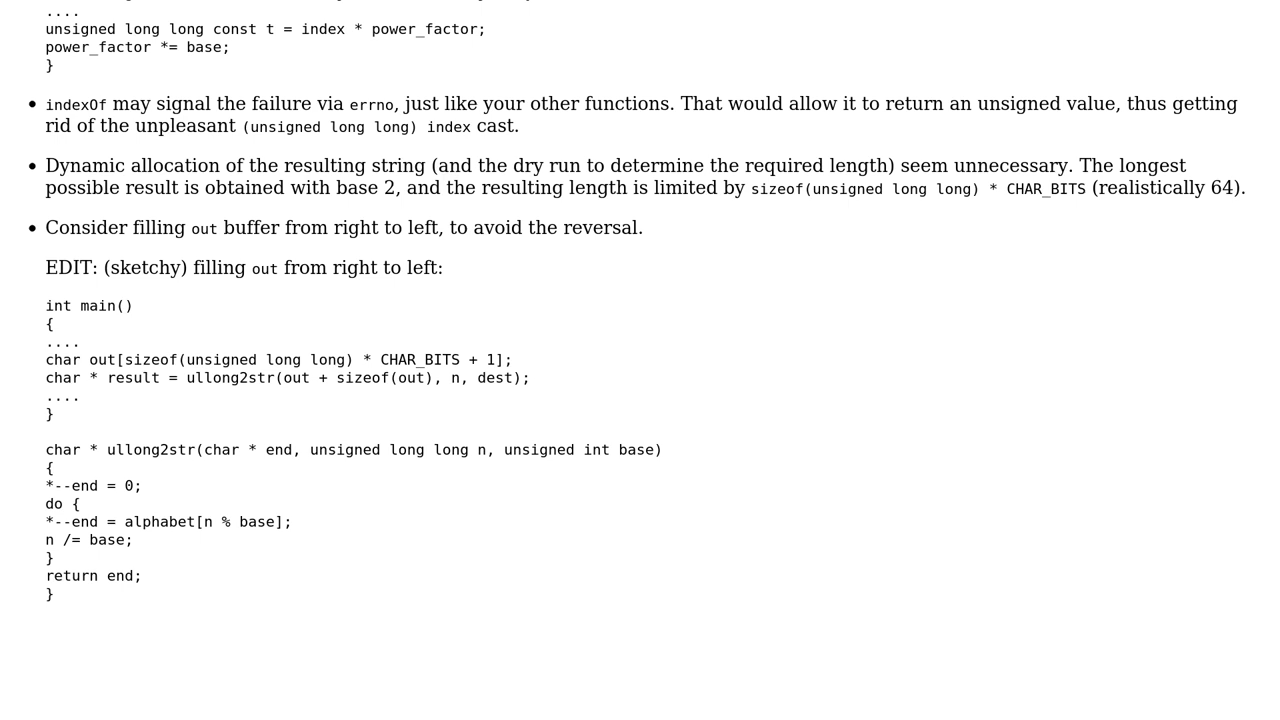 ....
unsigned long long const t = index * power_factor;
power_factor *= base;
}
• indexOf may signal the failure via errno, just like your other functions. That would allow it to return an unsigned value, thus getting
rid of the unpleasant (unsigned long long) index cast.
• Dynamic allocation of the resulting string (and the dry run to determine the required length) seem unnecessary. The longest
possible result is obtained with base 2, and the resulting length is limited by sizeof(unsigned long long) * CHAR_BITS (realistically 64).
• Consider filling out buffer from right to left, to avoid the reversal.
EDIT: (sketchy) filling out from right to left:
int main()
{
....
char out[sizeof(unsigned long long) * CHAR_BITS + 1];
char * result = ullong2str(out + sizeof(out), n, dest);
....
}
char * ullong2str(char * end, unsigned long long n, unsigned int base)
{
*--end = 0;
do {
*--end = alphabet[n % base];
n /= base;
}
return end;
}